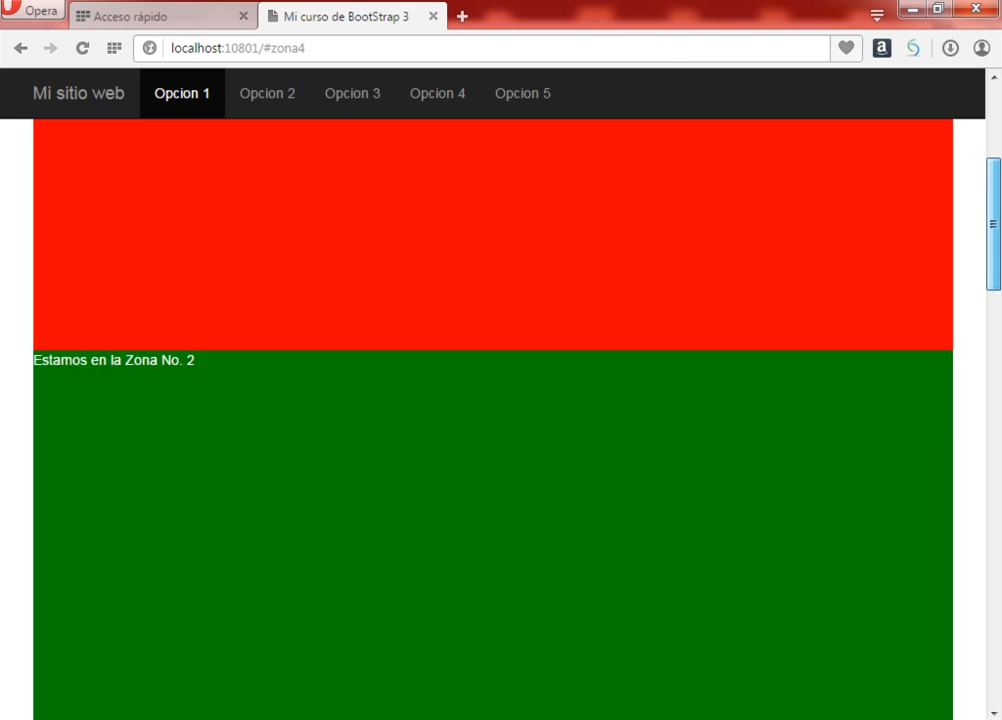 Opera
Acceso rápido
Mi curso de BootStrap 3
localhost:10801/#zona4
Mi sitio web
Opcion 1
Opcion 2
Opcion 3
Opcion 4
Opcion 5
Estamos en la Zona No. 2